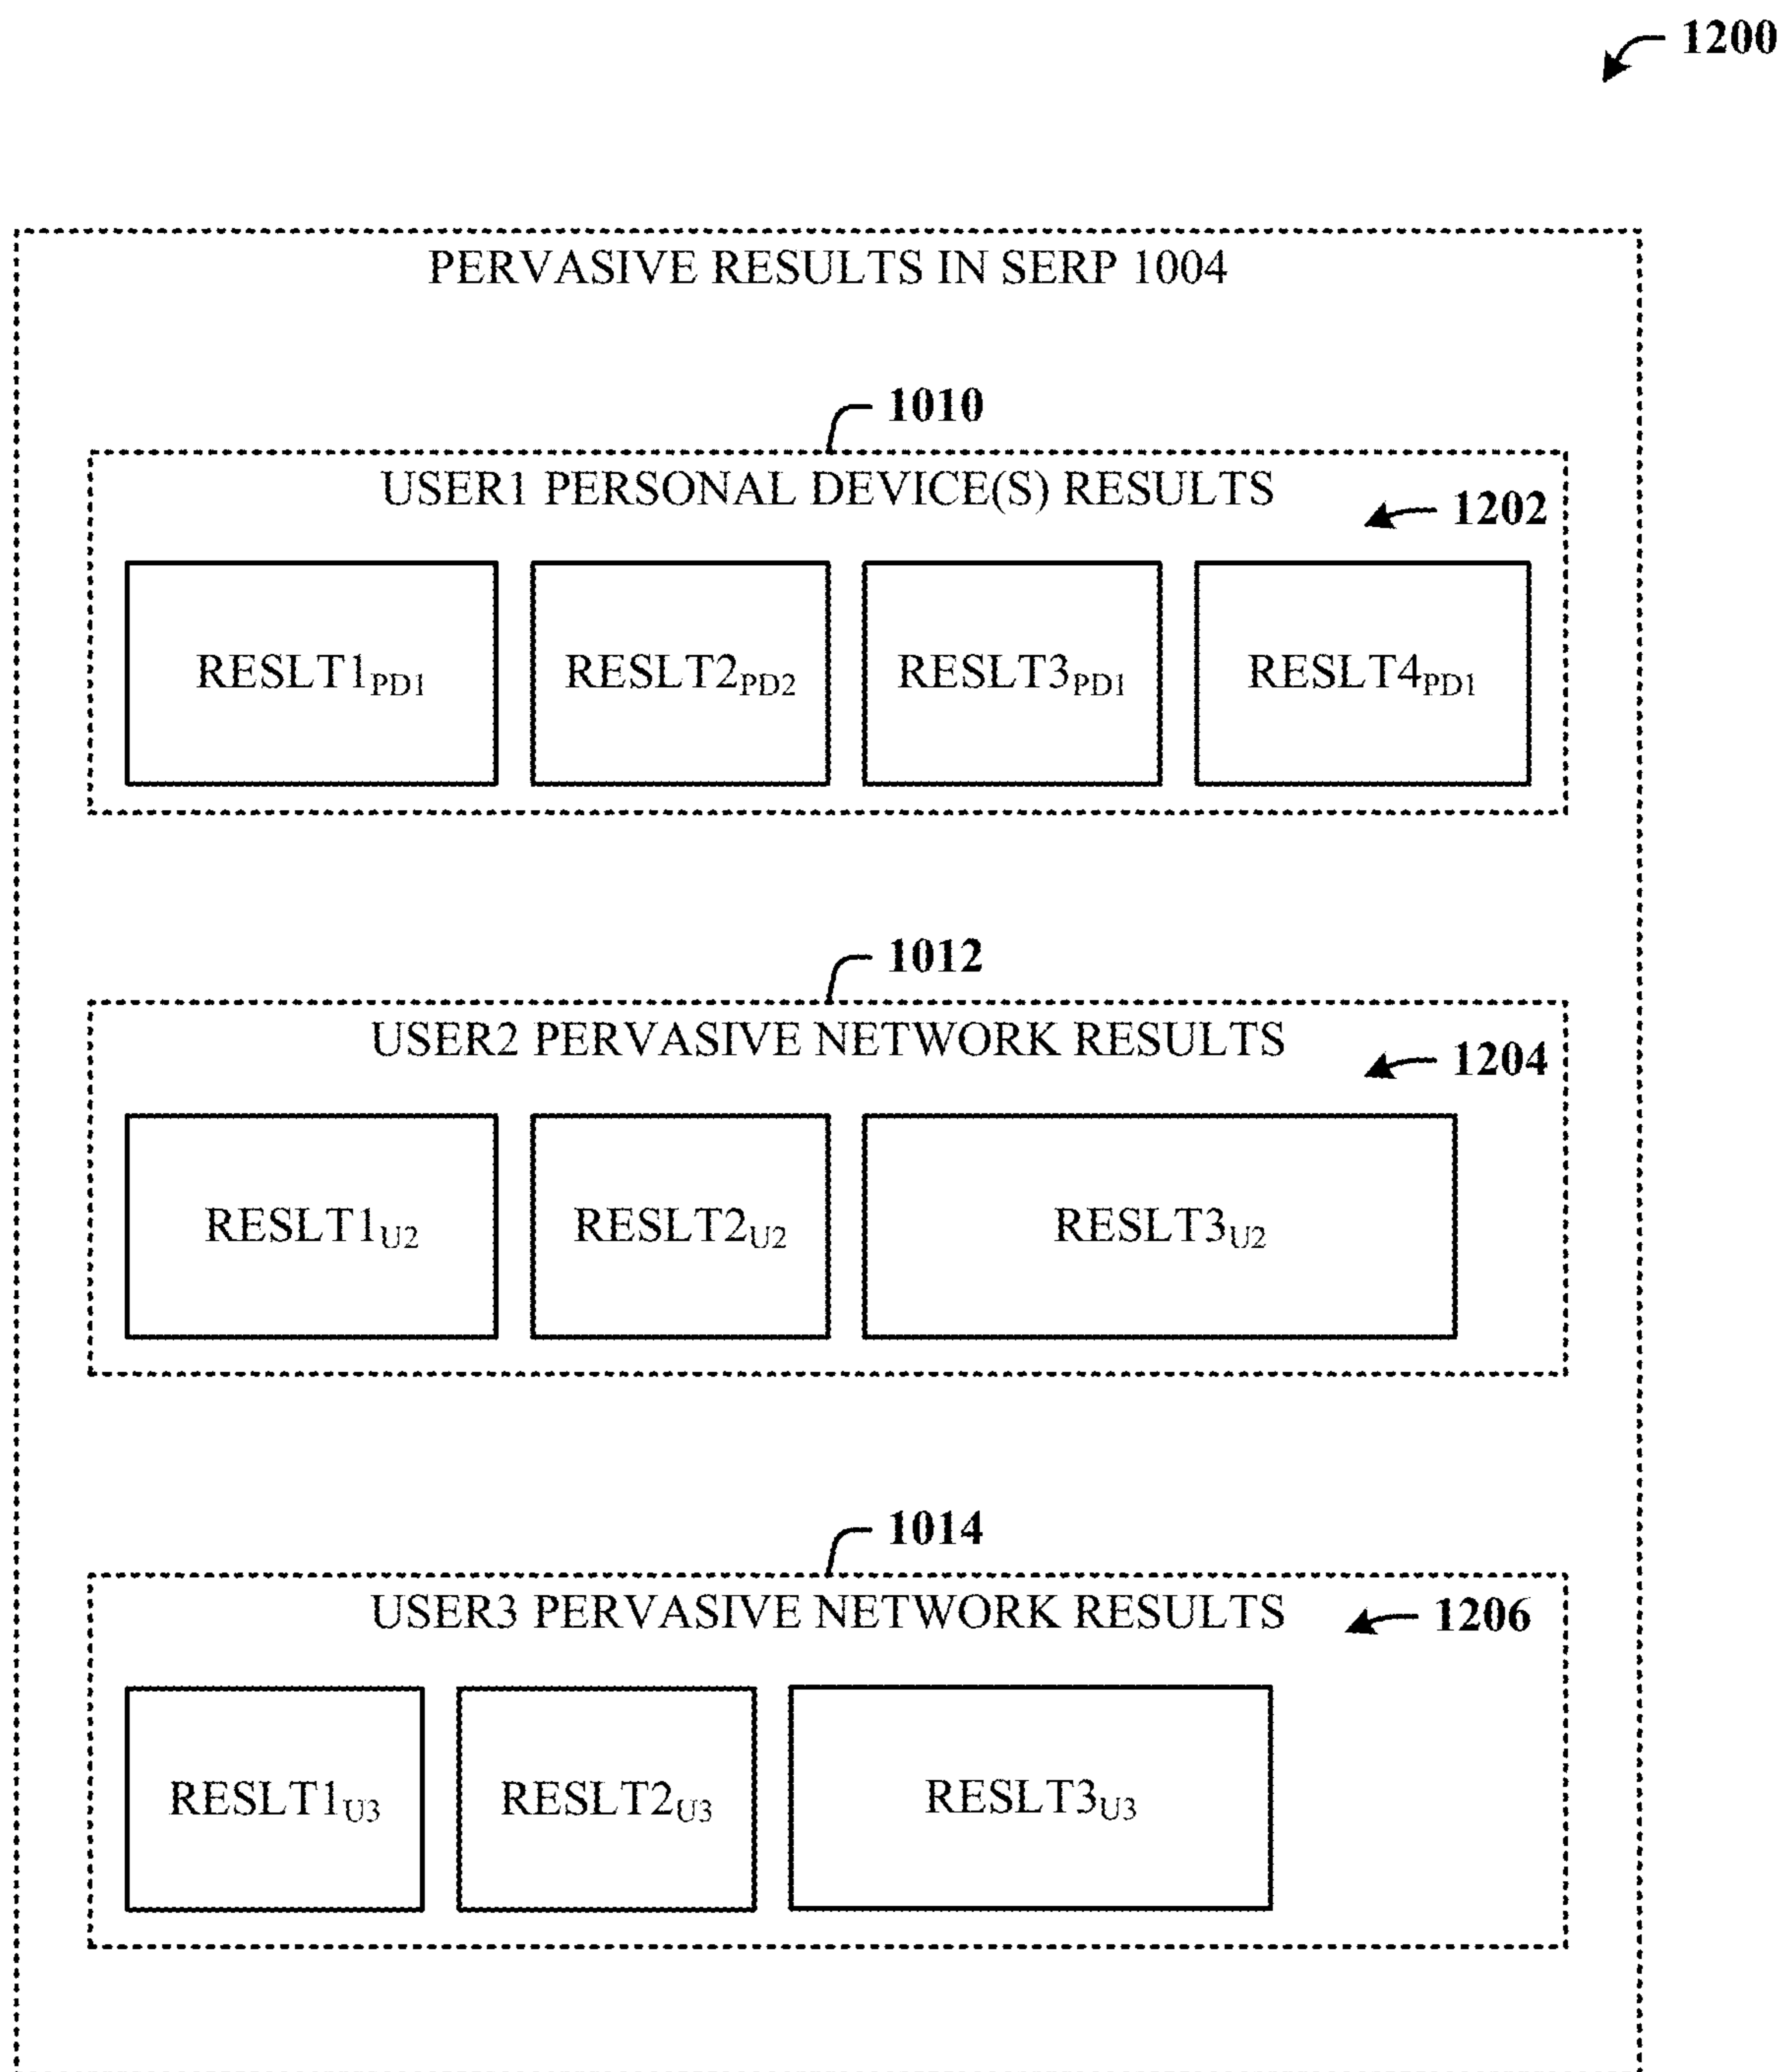 1200
PERVASIVE RESULTS IN SERP 1004
1010
USER1 PERSONAL DEVICE(S) RESULTS
1202
RESLT1PD1 RESLT2PD2 RESLT3PD1 RESLT4PD1
1012
USER2 PERVASIVE NETWORK RESULTS
1204
RESLT1U2 RESLT2U2 RESLT3U2
1014
USER3 PERVASIVE NETWORK RESULTS
1206
RESLT1U3 RESLT2U3 RESLT3U3